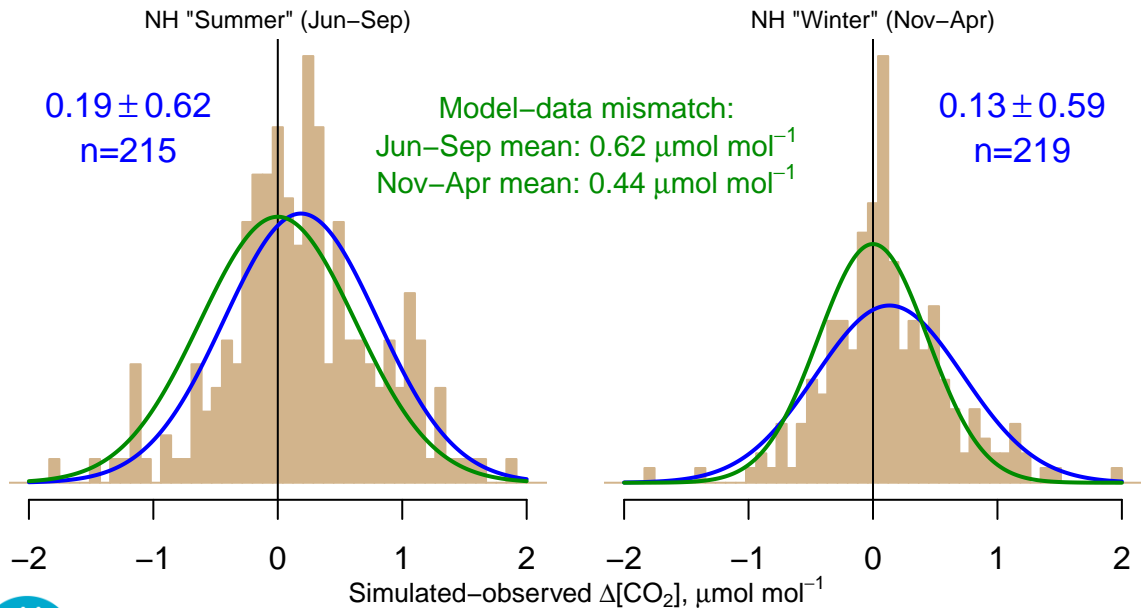 NH "Summer" (Jun−Sep)
NH "Winter" (Nov−Apr)
0.19 ± 0.62
n=215
Model−data mismatch:
Jun−Sep mean: 0.62 μmol mol⁻¹
Nov−Apr mean: 0.44 μmol mol⁻¹
0.13 ± 0.59
n=219
−2 −1 0 1 2
−2 −1 0 1 2
Simulated−observed Δ[CO₂], μmol mol⁻¹